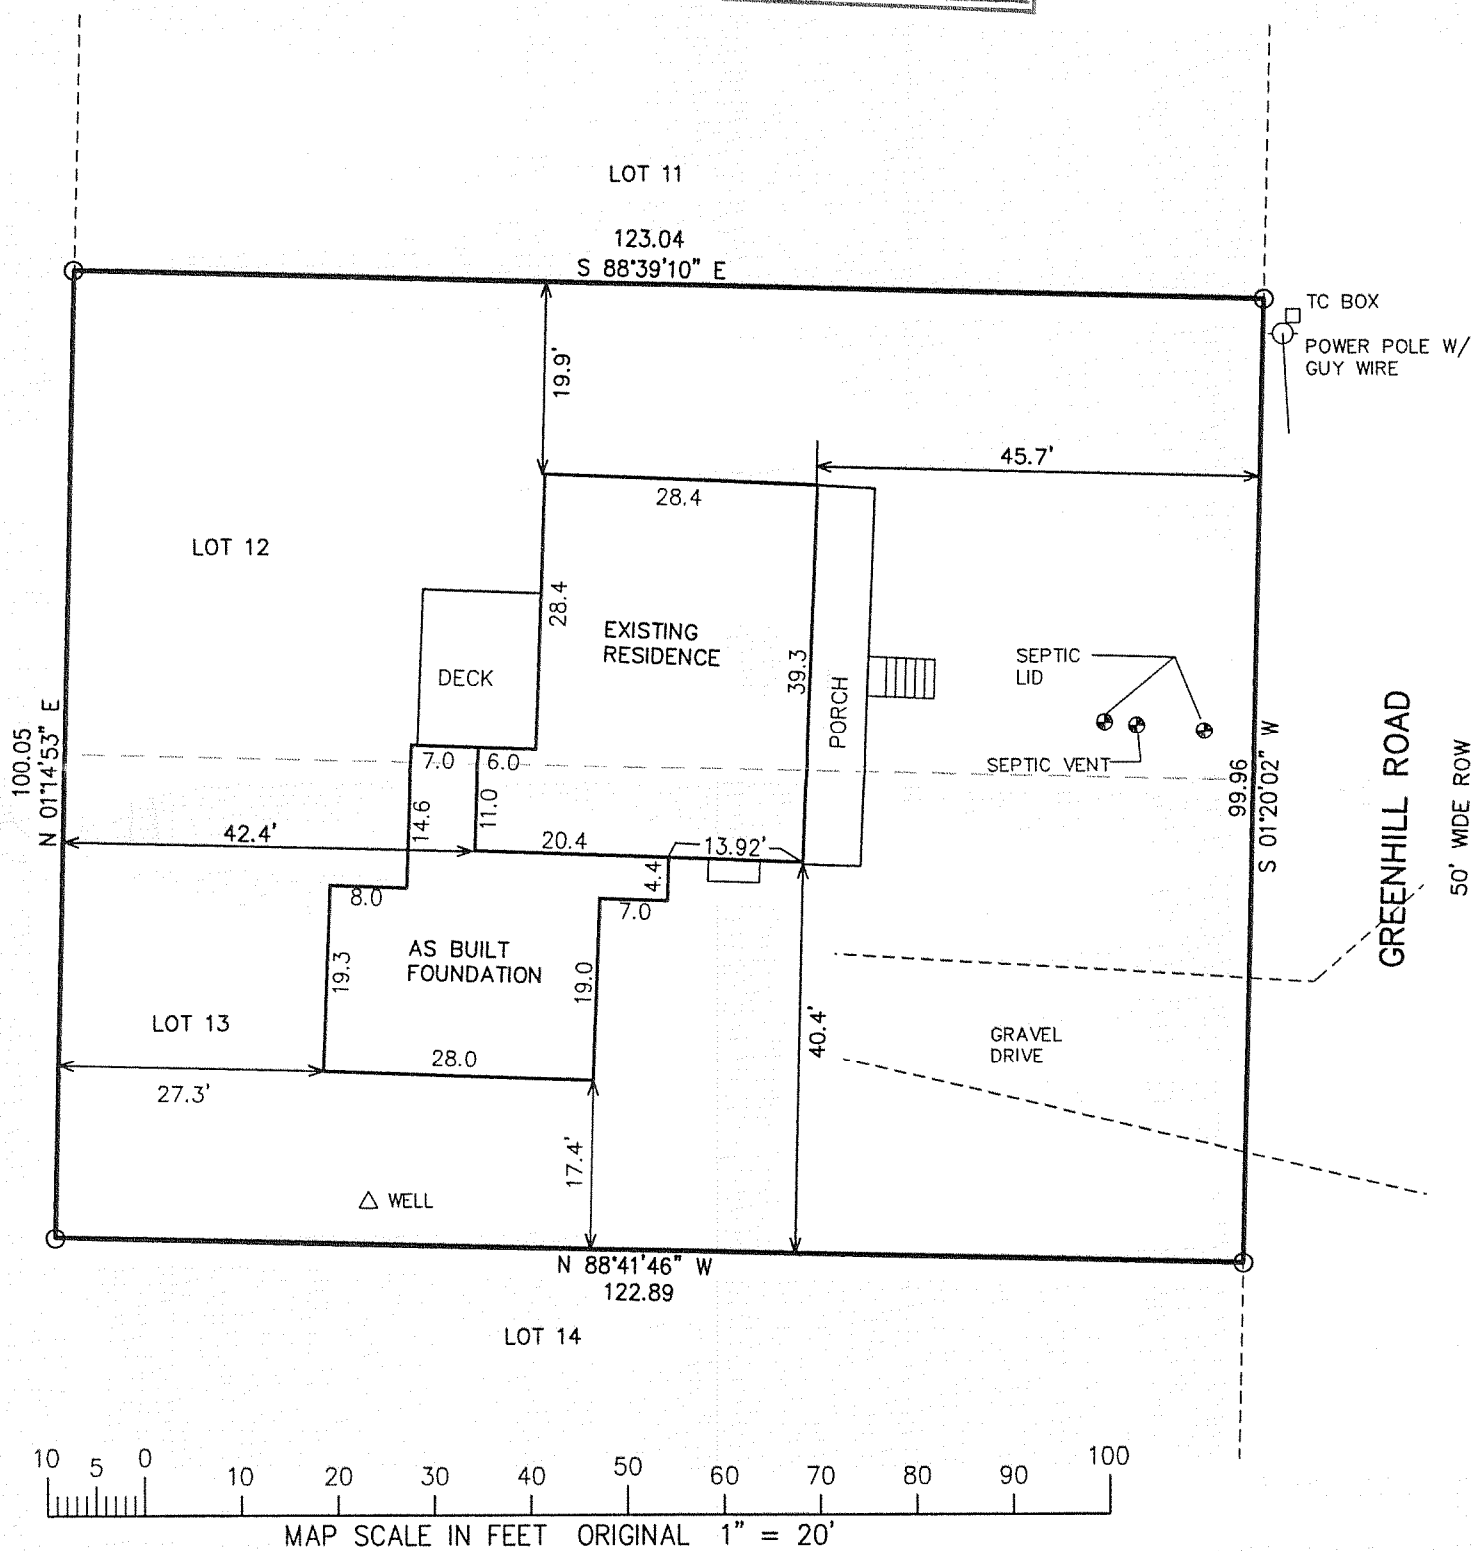 LOT 11
123.04
S 88°39'10" E
TC BOX
POWER POLE W/
GUY WIRE
19.9'
45.7'
28.4
LOT 12
28.4
EXISTING
RESIDENCE
39.3
PORCH
DECK
SEPTIC
LID
SEPTIC VENT
100.05
N 01°14'53" E
99.96
S 01°20'02" W
GREENHILL ROAD
50' WIDE ROW
7.0
6.0
14.6
11.0
42.4'
20.4
13.92'
4.4
8.0
7.0
AS BUILT
FOUNDATION
19.3
19.0
LOT 13
40.4'
GRAVEL
DRIVE
28.0
27.3'
17.4'
WELL
N 88°41'46" W
122.89
LOT 14
10 5 0 10 20 30 40 50 60 70 80 90 100
MAP SCALE IN FEET ORIGINAL 1" = 20'